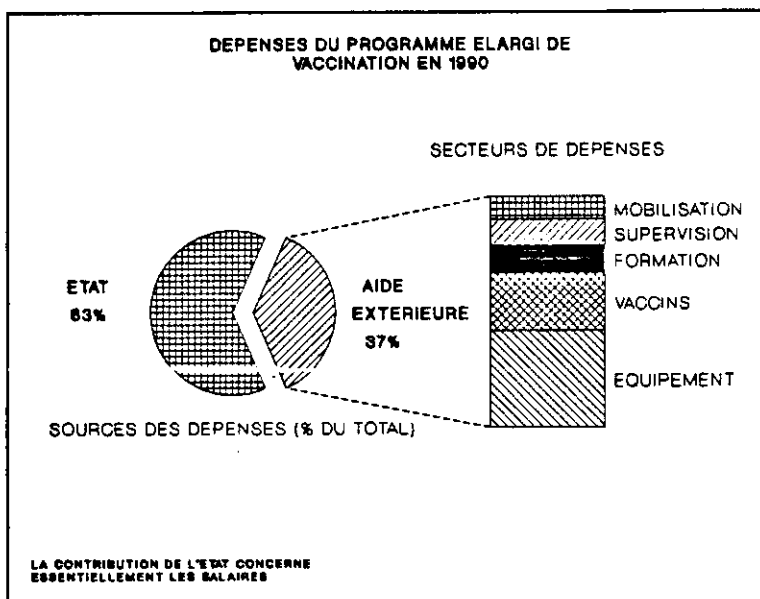 DEPENSES DU PROGRAMME ELARGI DE
VACCINATION EN 1990
SECTEURS DE DEPENSES
MOBILISATION
SUPERVISION
FORMATION
VACCINS
EQUIPEMENT
ETAT
63%
AIDE
EXTERIEURE
37%
SOURCES DES DEPENSES (% DU TOTAL)
LA CONTRIBUTION DE L'ETAT CONCERNE
ESSENTIELLEMENT LES SALAIRES